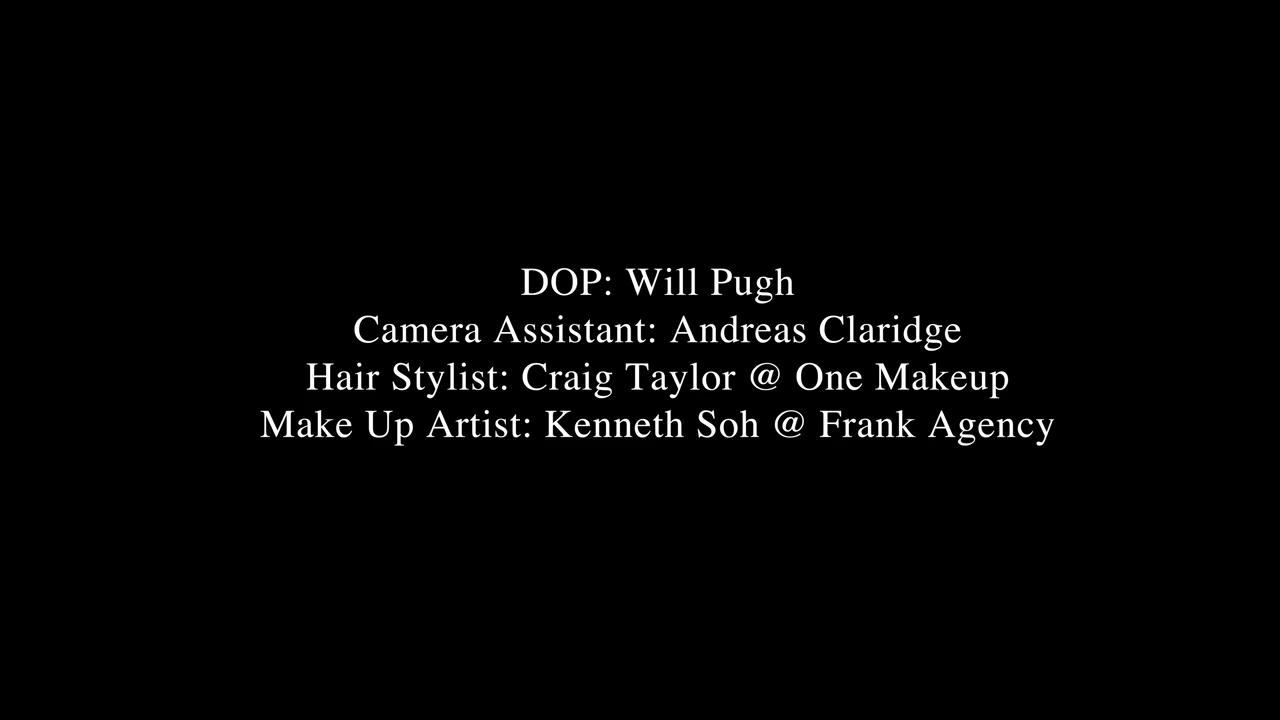 DOP: Will Pugh
Camera Assistant: Andreas Claridge
Hair Stylist: Craig Taylor @ One Makeup
Make Up Artist: Kenneth Soh @ Frank Agency